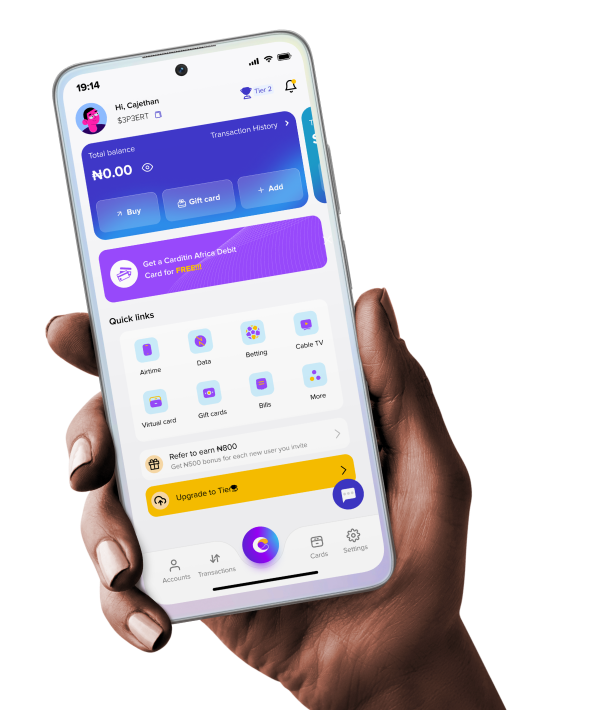 19:14
Hi, Cajethan
$3P3ERT
Tier 2
Total balance
Transaction History
₦0.00
Buy
Gift card
Add
Get a Carditin Africa Debit
Card for FREE!!!
Quick links
Airtime
Data
Betting
Cable TV
Virtual card
Gift cards
Bills
More
Refer to earn ₦800
Get ₦500 bonus for each new user you invite
Upgrade to Tier
Accounts
Transactions
Cards
Settings